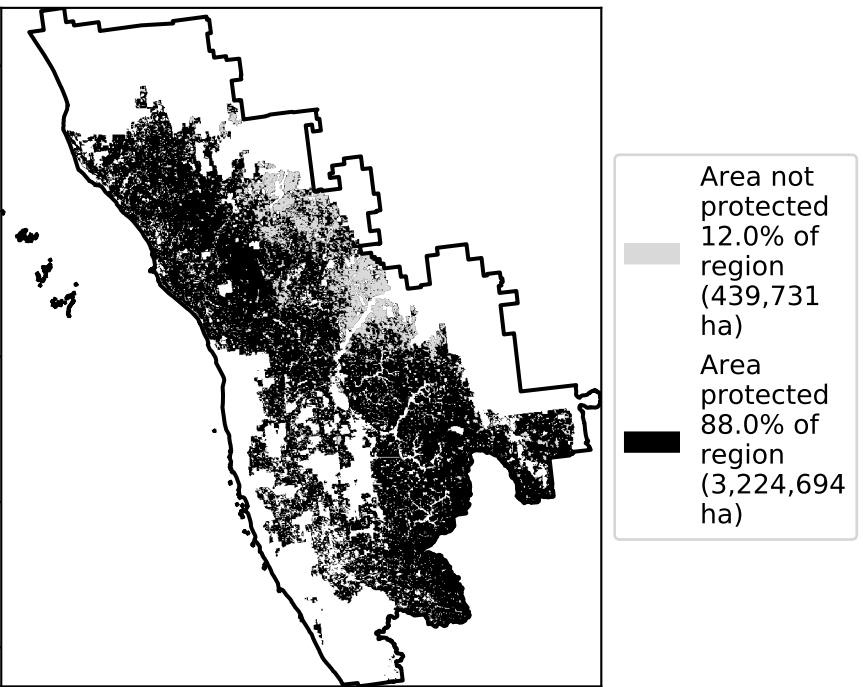 Area not
protected
12.0% of
region
(439,731
ha)
Area
protected
88.0% of
region
(3,224,694
ha)